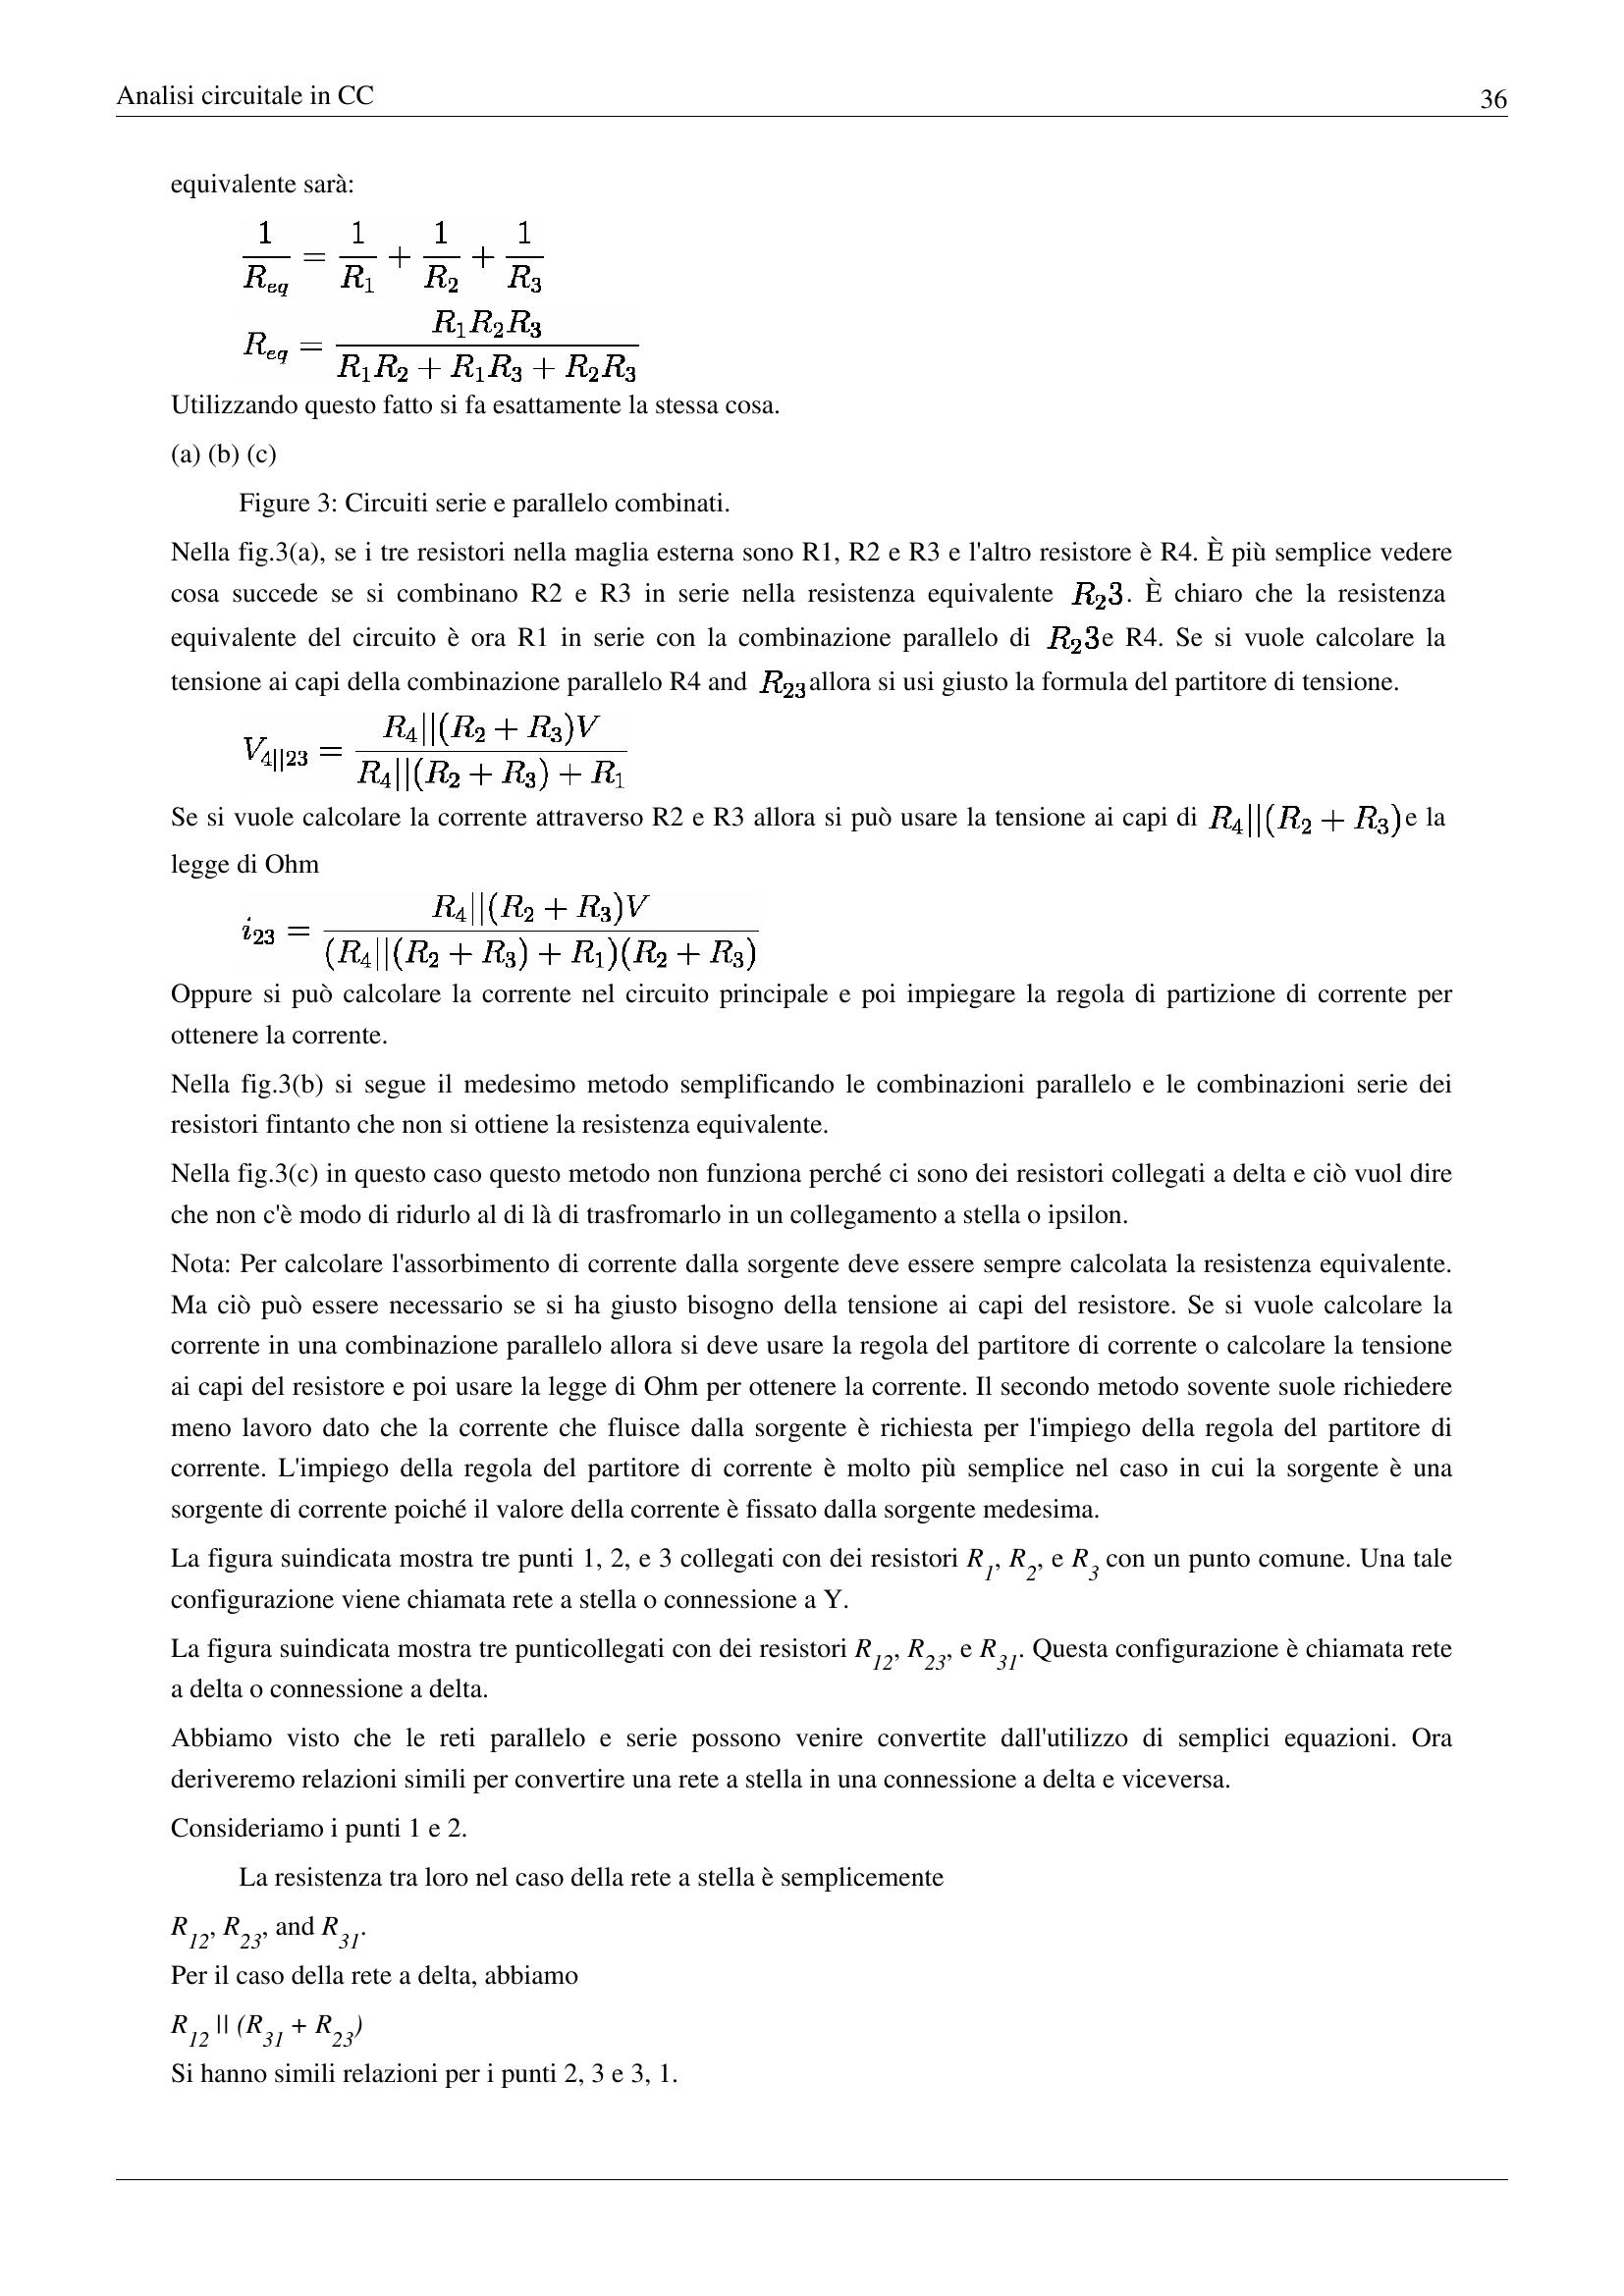 Analisi circuitale in CC 36
equivalente sarà:
\frac{1}{R_{eq}} = \frac{1}{R_1} + \frac{1}{R_2} + \frac{1}{R_3}
R_{eq} = \frac{R_1R_2R_3}{R_1R_2 + R_1R_3 + R_2R_3}
Utilizzando questo fatto si fa esattamente la stessa cosa.
(a) (b) (c)
Figure 3: Circuiti serie e parallelo combinati.
Nella fig.3(a), se i tre resistori nella maglia esterna sono R1, R2 e R3 e l'altro resistore è R4. È più semplice vedere
cosa succede se si combinano R2 e R3 in serie nella resistenza equivalente R_23. È chiaro che la resistenza
equivalente del circuito è ora R1 in serie con la combinazione parallelo di R_23e R4. Se si vuole calcolare la
tensione ai capi della combinazione parallelo R4 and R_{23}allora si usi giusto la formula del partitore di tensione.
V_{4||23} = \frac{R_4||(R_2 + R_3)V}{R_4||(R_2 + R_3) + R_1}
Se si vuole calcolare la corrente attraverso R2 e R3 allora si può usare la tensione ai capi di R_4||(R_2 + R_3)e la
legge di Ohm
i_{23} = \frac{R_4||(R_2 + R_3)V}{(R_4||(R_2 + R_3) + R_1)(R_2 + R_3)}
Oppure si può calcolare la corrente nel circuito principale e poi impiegare la regola di partizione di corrente per
ottenere la corrente.
Nella fig.3(b) si segue il medesimo metodo semplificando le combinazioni parallelo e le combinazioni serie dei
resistori fintanto che non si ottiene la resistenza equivalente.
Nella fig.3(c) in questo caso questo metodo non funziona perché ci sono dei resistori collegati a delta e ciò vuol dire
che non c'è modo di ridurlo al di là di trasfromarlo in un collegamento a stella o ipsilon.
Nota: Per calcolare l'assorbimento di corrente dalla sorgente deve essere sempre calcolata la resistenza equivalente.
Ma ciò può essere necessario se si ha giusto bisogno della tensione ai capi del resistore. Se si vuole calcolare la
corrente in una combinazione parallelo allora si deve usare la regola del partitore di corrente o calcolare la tensione
ai capi del resistore e poi usare la legge di Ohm per ottenere la corrente. Il secondo metodo sovente suole richiedere
meno lavoro dato che la corrente che fluisce dalla sorgente è richiesta per l'impiego della regola del partitore di
corrente. L'impiego della regola del partitore di corrente è molto più semplice nel caso in cui la sorgente è una
sorgente di corrente poiché il valore della corrente è fissato dalla sorgente medesima.
La figura suindicata mostra tre punti 1, 2, e 3 collegati con dei resistori R_1, R_2, e R_3 con un punto comune. Una tale
configurazione viene chiamata rete a stella o connessione a Y.
La figura suindicata mostra tre punticollegati con dei resistori R_{12}, R_{23}, e R_{31}. Questa configurazione è chiamata rete
a delta o connessione a delta.
Abbiamo visto che le reti parallelo e serie possono venire convertite dall'utilizzo di semplici equazioni. Ora
deriveremo relazioni simili per convertire una rete a stella in una connessione a delta e viceversa.
Consideriamo i punti 1 e 2.
La resistenza tra loro nel caso della rete a stella è semplicemente
R_{12}, R_{23}, and R_{31}.
Per il caso della rete a delta, abbiamo
R_{12} || (R_{31} + R_{23})
Si hanno simili relazioni per i punti 2, 3 e 3, 1.